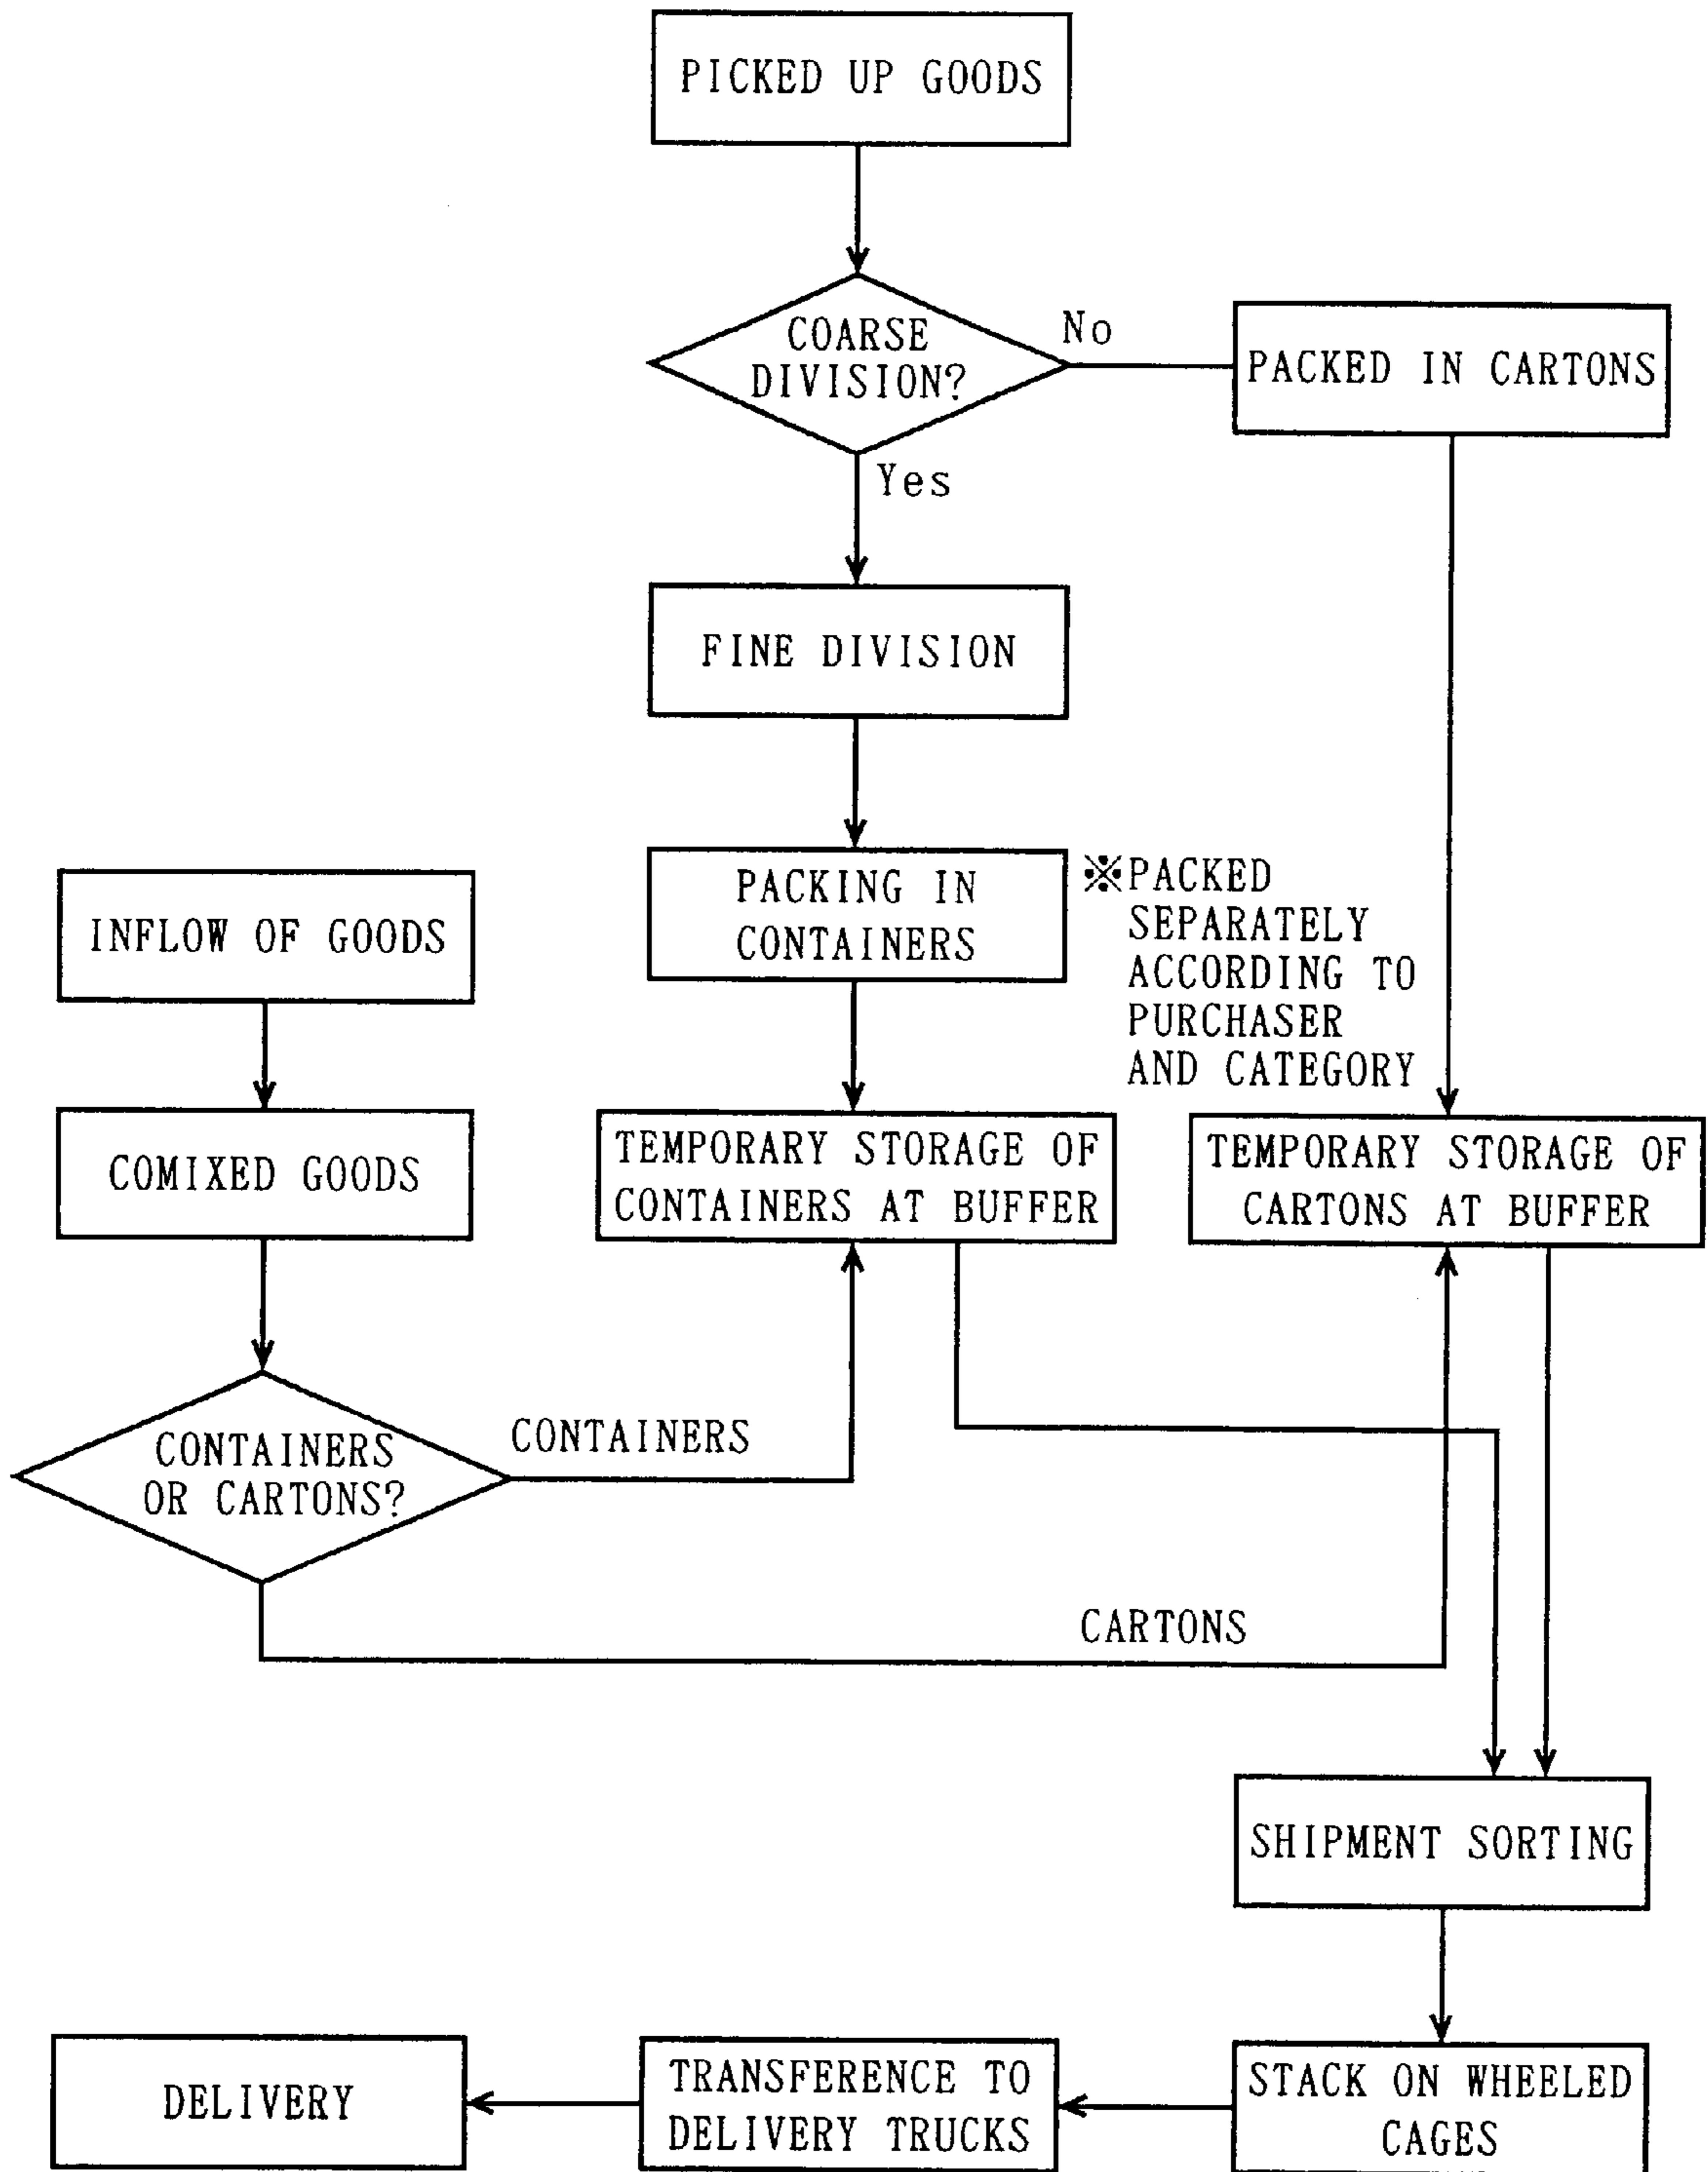 PICKED UP GOODS
COARSE
DIVISION?
No
PACKED IN CARTONS
Yes
FINE DIVISION
PACKING IN
CONTAINERS
※PACKED
SEPARATELY
ACCORDING TO
PURCHASER
AND CATEGORY
INFLOW OF GOODS
COMIXED GOODS
TEMPORARY STORAGE OF
CONTAINERS AT BUFFER
TEMPORARY STORAGE OF
CARTONS AT BUFFER
CONTAINERS
OR CARTONS?
CONTAINERS
CARTONS
SHIPMENT SORTING
STACK ON WHEELED
CAGES
TRANSFERENCE TO
DELIVERY TRUCKS
DELIVERY